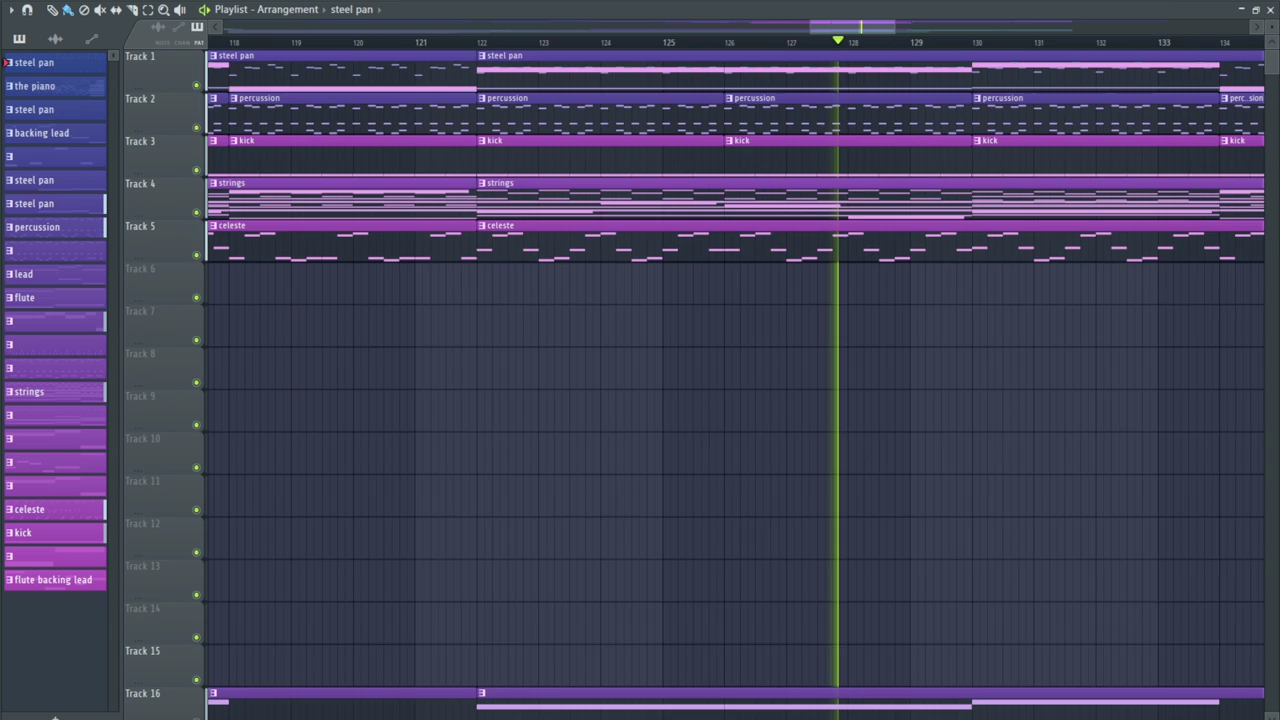 Playlist - Arrangement › steel pan ›
NOTE CHAN PAT
118 119 120 121 122 123 124 125 126 127 128 129 130 131 132 133 134
steel pan
the piano
steel pan
backing lead
steel pan
steel pan
percussion
lead
flute
strings
celeste
kick
flute backing lead
Track 1 steel pan steel pan
Track 2 percussion percussion percussion percussion perc..sion
Track 3 kick kick kick kick kick
Track 4 strings strings
Track 5 celeste celeste
Track 6
Track 7
Track 8
Track 9
Track 10
Track 11
Track 12
Track 13
Track 14
Track 15
Track 16